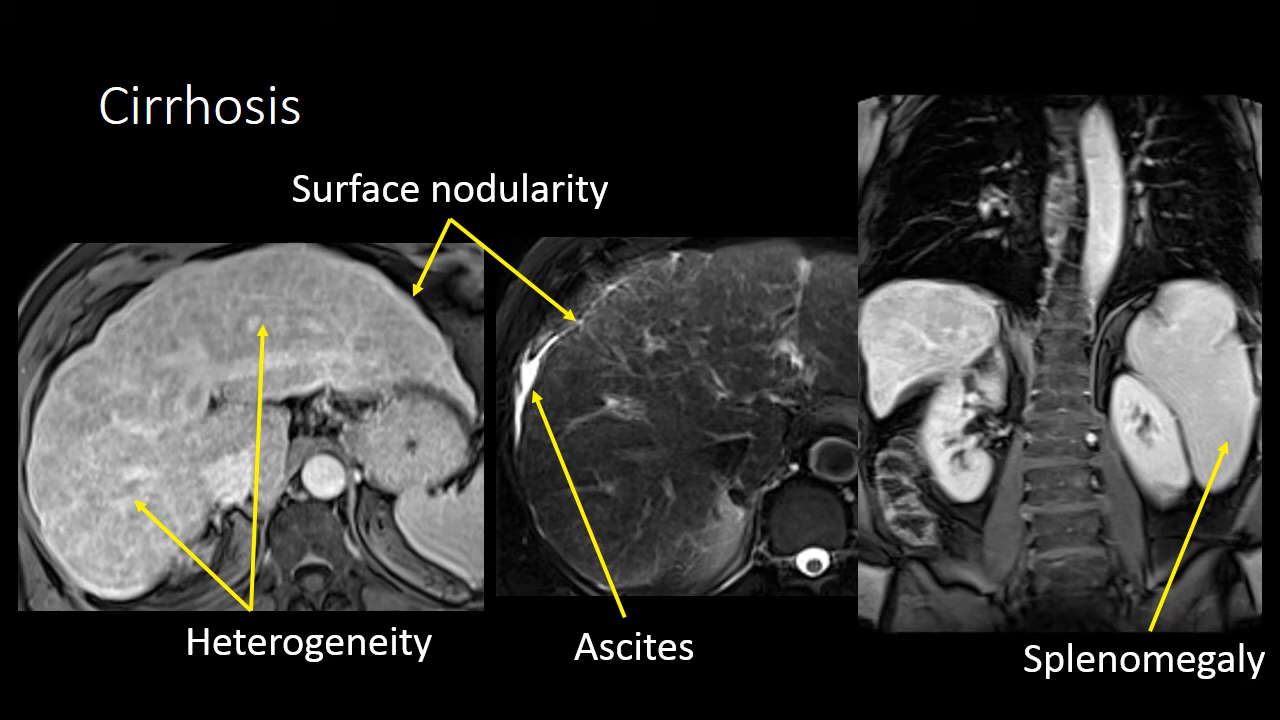 Cirrhosis
Surface nodularity
Heterogeneity
Ascites
Splenomegaly